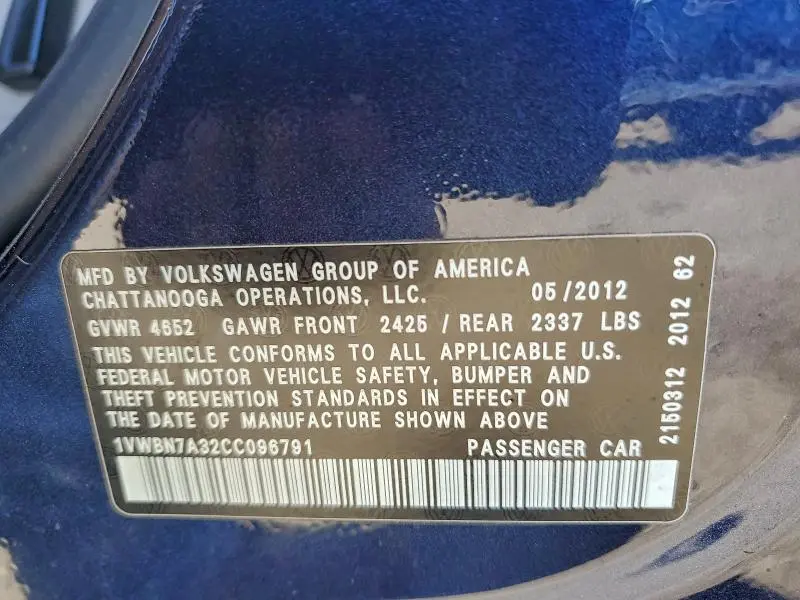 MFD BY VOLKSWAGEN GROUP OF AMERICA
CHATTANOOGA OPERATIONS, LLC. 05/2012
GVWR 4652 GAWR FRONT 2425 / REAR 2337 LBS
THIS VEHICLE CONFORMS TO ALL APPLICABLE U.S.
FEDERAL MOTOR VEHICLE SAFETY, BUMPER AND
THEFT PREVENTION STANDARDS IN EFFECT ON
THE DATE OF MANUFACTURE SHOWN ABOVE
1VWBN7A32CC096791 PASSENGER CAR
2150312 2012 62